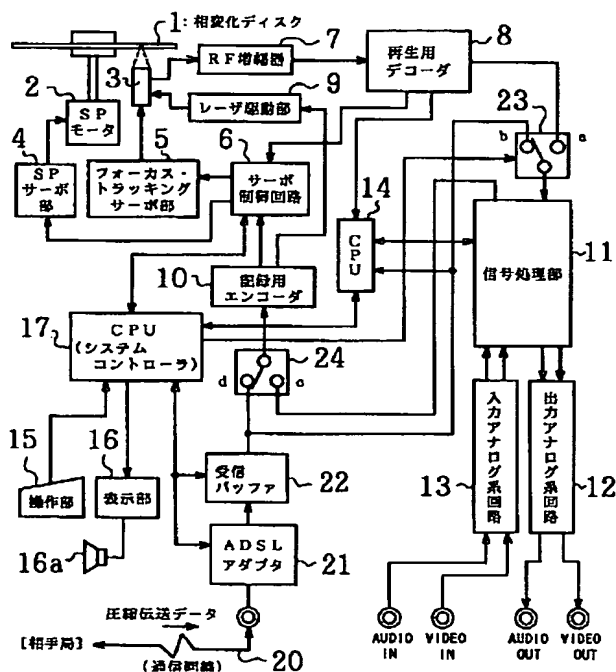 1:相変化ディスク
7
RF増幅器
8
再生用
デコーダ
2
SP
モータ
3
9
レーザ駆動部
23
b
a
4
SP
サーボ
部
5
フォーカス・
トラッキング
サーボ部
6
サーボ
制御回路
14
CPU
11
信号処理部
10
記録用
エンコーダ
17
CPU
(システム
コントローラ)
24
d
c
15
操作部
16
表示部
16a
受信
バッファ
22
13
入力アナログ系回路
出力アナログ系回路
12
ADSL
アダプタ
21
圧縮伝送データ
[相手局]
(通信回線)
20
AUDIO
IN
VIDEO
IN
AUDIO
OUT
VIDEO
OUT